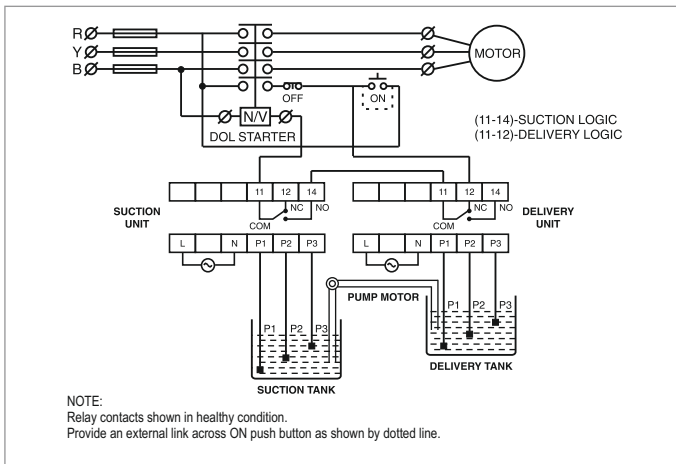 R
Y
B
MOTOR
OFF
ON
N/V
DOL STARTER
(11-14)-SUCTION LOGIC
(11-12)-DELIVERY LOGIC
11 12 14
11 12 14
NC NO
NC NO
COM
COM
SUCTION
UNIT
DELIVERY
UNIT
L N P1 P2 P3
L N P1 P2 P3
PUMP MOTOR
P1 P2 P3
P1 P2 P3
SUCTION TANK
DELIVERY TANK
NOTE:
Relay contacts shown in healthy condition.
Provide an external link across ON push button as shown by dotted line.